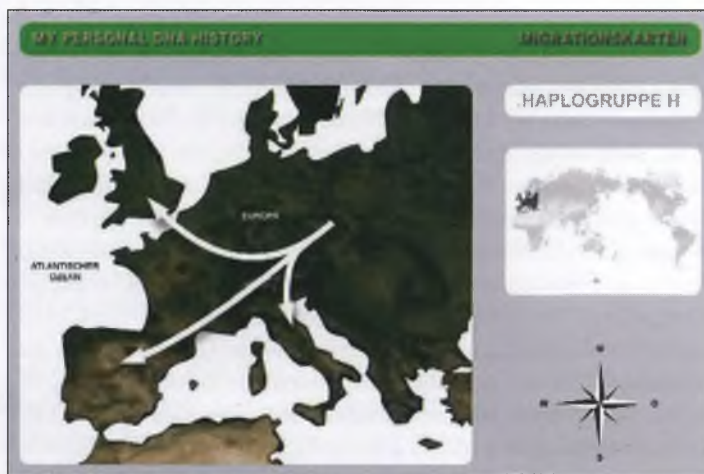 MY PERSONAL DNA HISTORY
MIGRATIONSKARTEN
HAPLOGRUPPE H
EUROPA
ATLANTISCHER
OZEAN
N
W
O
S